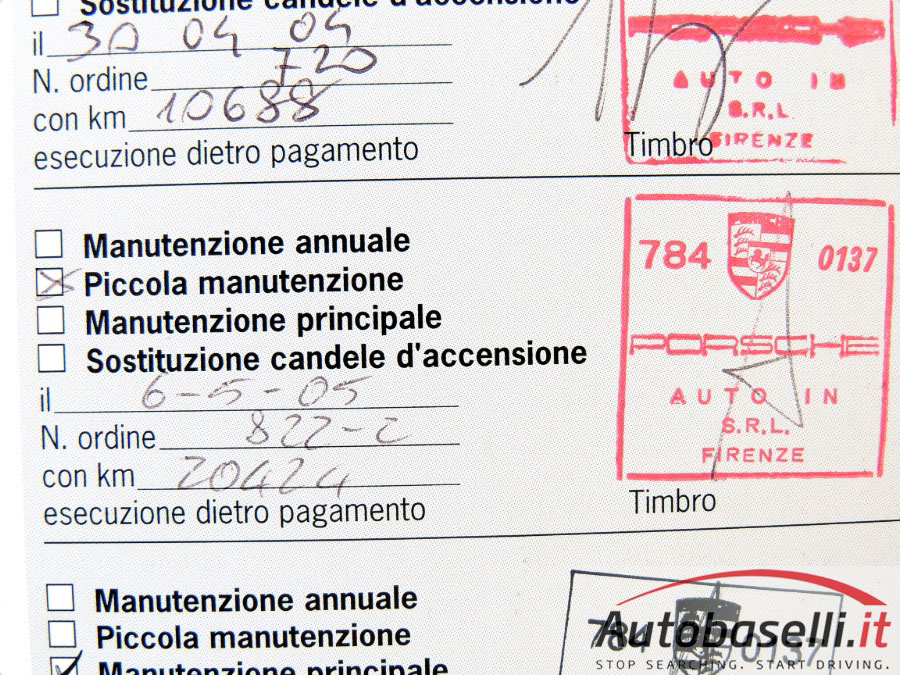 Sostituzione candele d'accensione
il 30 04 04
N. ordine 720
con km 10688
esecuzione dietro pagamento
AUTO IN
S.R.L.
FIRENZE
Timbro
Manutenzione annuale
Piccola manutenzione
Manutenzione principale
Sostituzione candele d'accensione
il 6-5-05
N. ordine 822-2
con km 20424
esecuzione dietro pagamento
784 0137
PORSCHE
AUTO IN
S.R.L.
FIRENZE
Timbro
Manutenzione annuale
Piccola manutenzione
Manutenzione principale
784 0137
Autobaselli.it
STOP SEARCHING. START DRIVING.